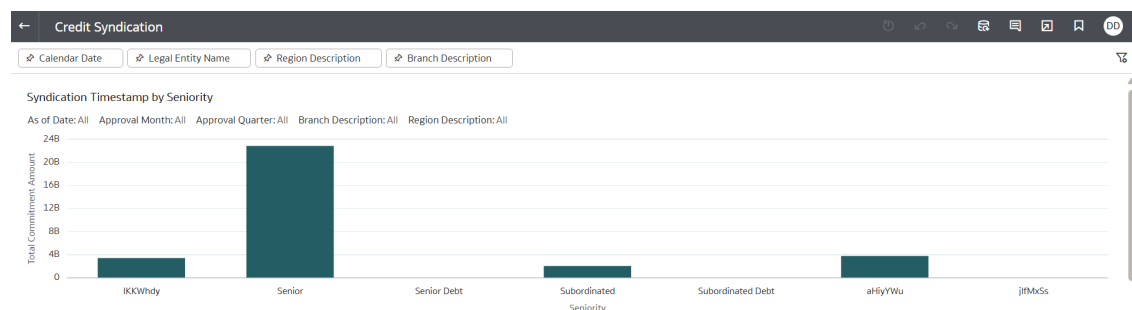 Credit Syndication
DD
Calendar Date Legal Entity Name Region Description Branch Description
Syndication Timestamp by Seniority
As of Date: All Approval Month: All Approval Quarter: All Branch Description: All Region Description: All
Total Commitment Amount
24B
20B
16B
12B
8B
4B
0
IKKWhdy Senior Senior Debt Subordinated Subordinated Debt aHiyYWu jIfMxSs
Seniority